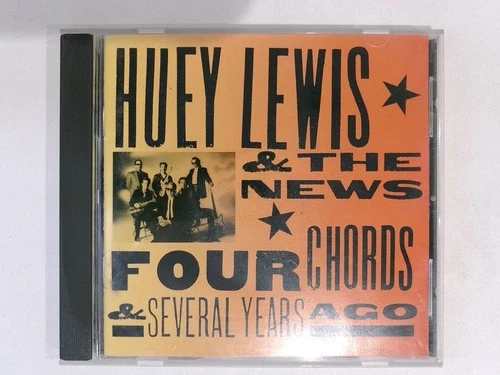 HUEY LEWIS
& THE
NEWS
FOUR CHORDS
& SEVERAL YEARS AGO